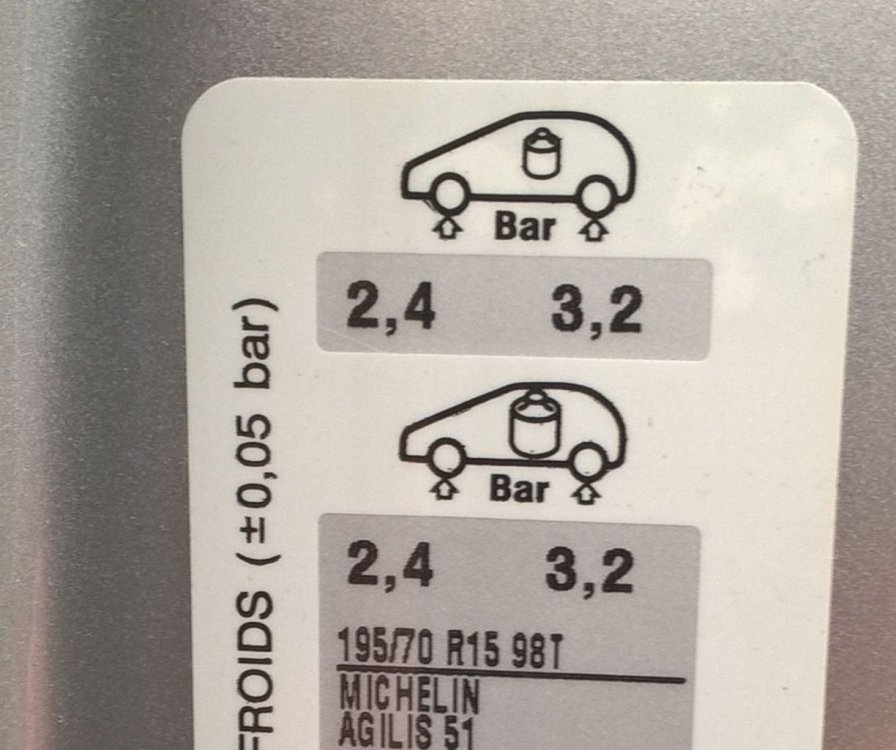 Bar
2,4 3,2
Bar
2,4 3,2
195/70 R15 98T
MICHELIN
AGILIS 51
FROIDS (±0,05 bar)